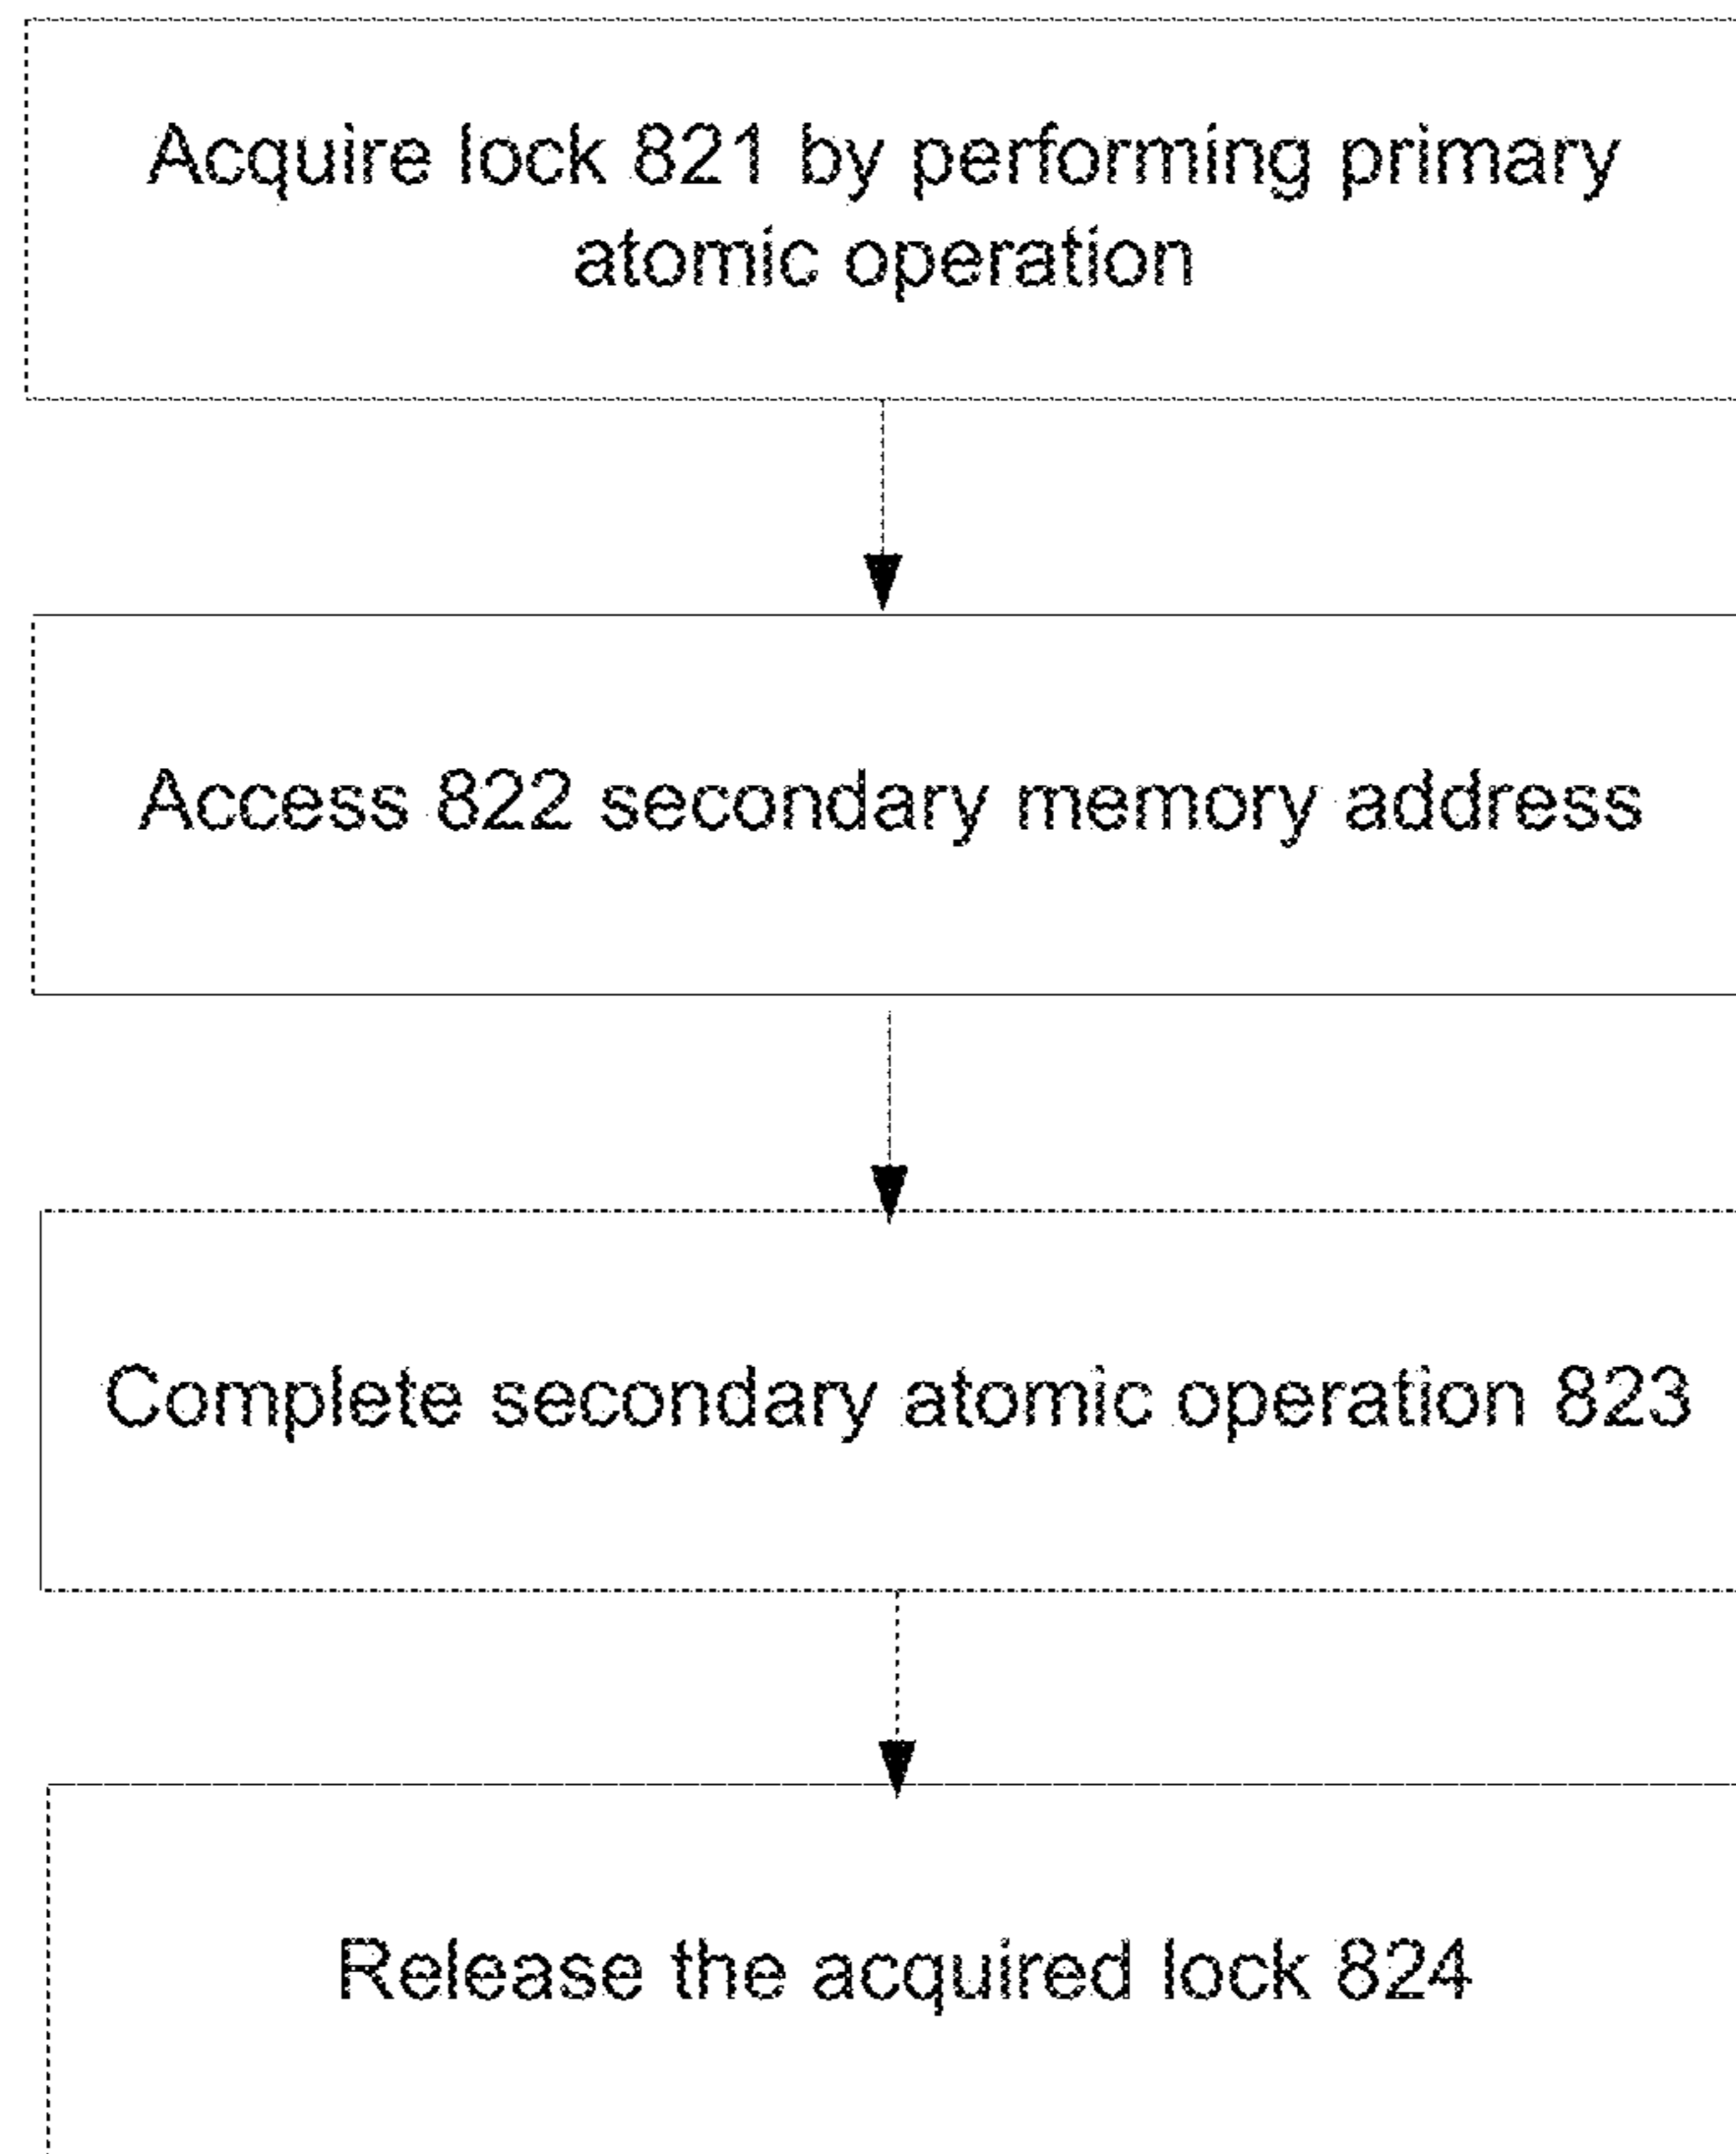 Acquire lock 821 by performing primary
atomic operation
Access 822 secondary memory address
Complete secondary atomic operation 823
Release the acquired lock 824